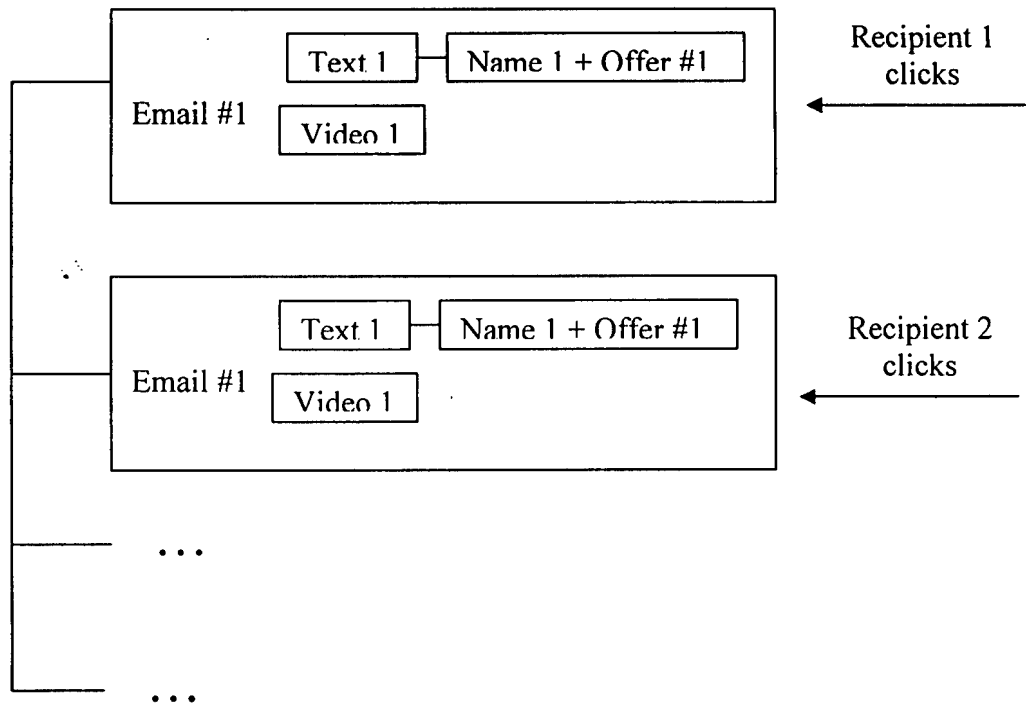 Text 1
Name 1 + Offer #1
Recipient 1
clicks
Email #1
Video 1
Text 1
Name 1 + Offer #1
Recipient 2
clicks
Email #1
Video 1
...
...